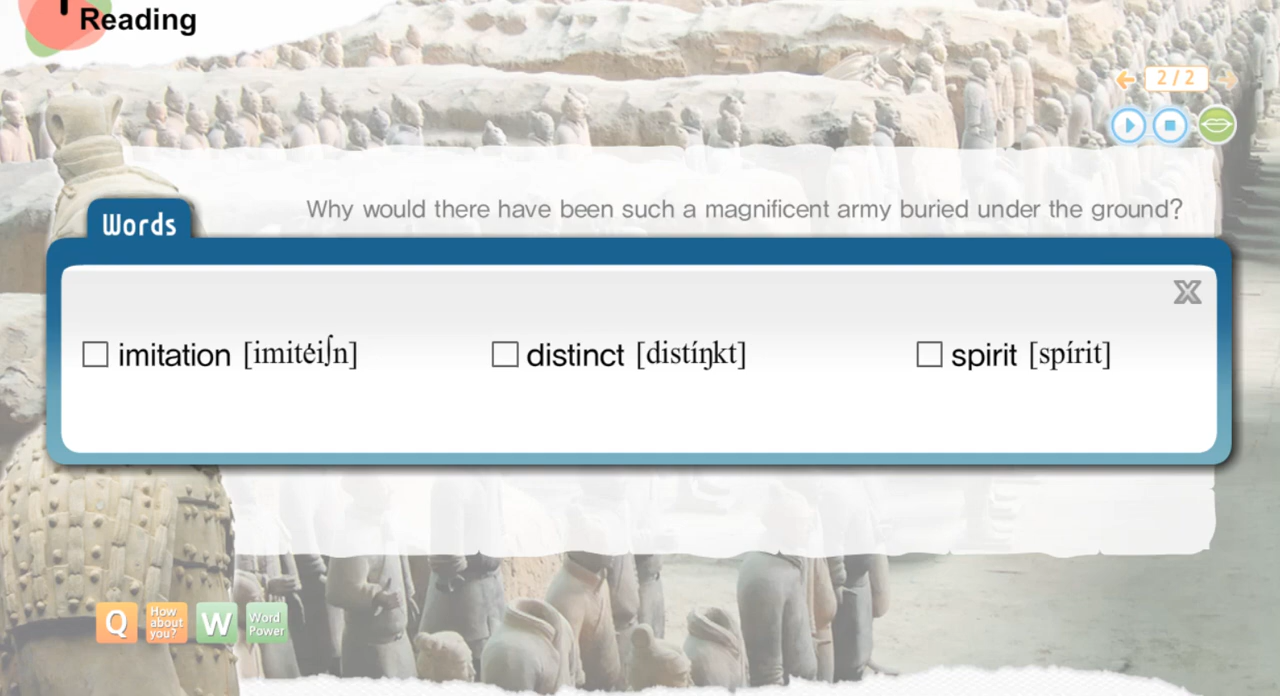 Reading
2/2
Why would there have been such a magnificent army buried under the ground?
Words
X
imitation [imitéiʃn] distinct [distíŋkt] spirit [spírit]
Q How about you? W Word Power